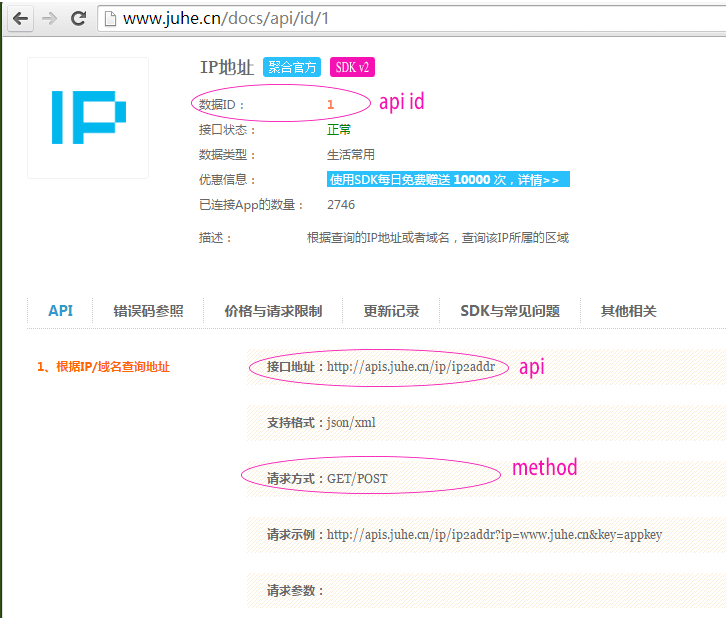 www.juhe.cn/docs/api/id/1
IP
IP地址 聚合官方 SDK v2
数据ID： 1 api id
接口状态： 正常
数据类型： 生活常用
优惠信息： 使用SDK每日免费赠送 10000 次，详情>>
已连接App的数量： 2746
描述： 根据查询的IP地址或者域名，查询该IP所属的区域
API 错误码参照 价格与请求限制 更新记录 SDK与常见问题 其他相关
1、根据IP/域名查询地址 接口地址：http://apis.juhe.cn/ip/ip2addr api
支持格式：json/xml
请求方式：GET/POST method
请求示例：http://apis.juhe.cn/ip/ip2addr?ip=www.juhe.cn&key=appkey
请求参数：